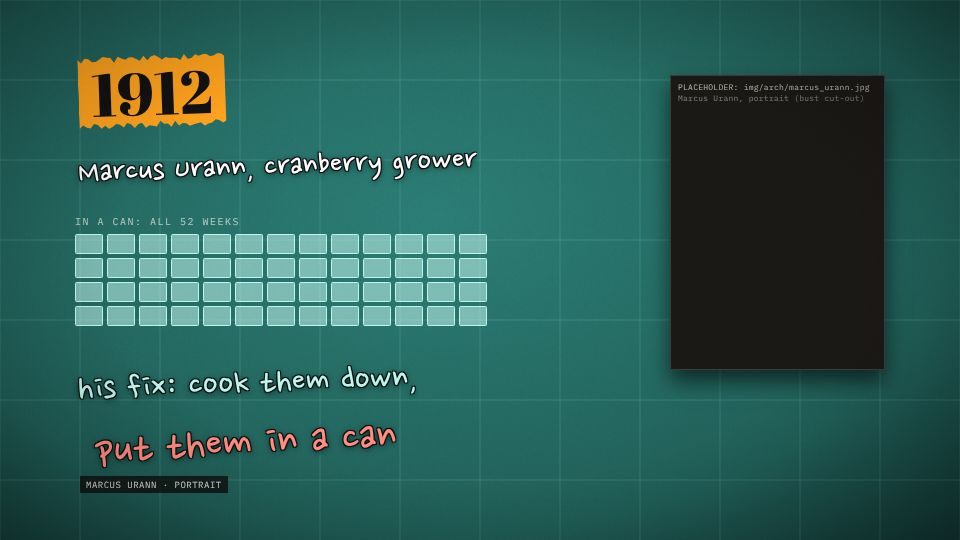 1912
Marcus Urann, cranberry grower
IN A CAN: ALL 52 WEEKS
his fix: cook them down,
Put them in a can
MARCUS URANN · PORTRAIT
PLACEHOLDER: img/arch/marcus_urann.jpg
Marcus Urann, portrait (bust cut-out)